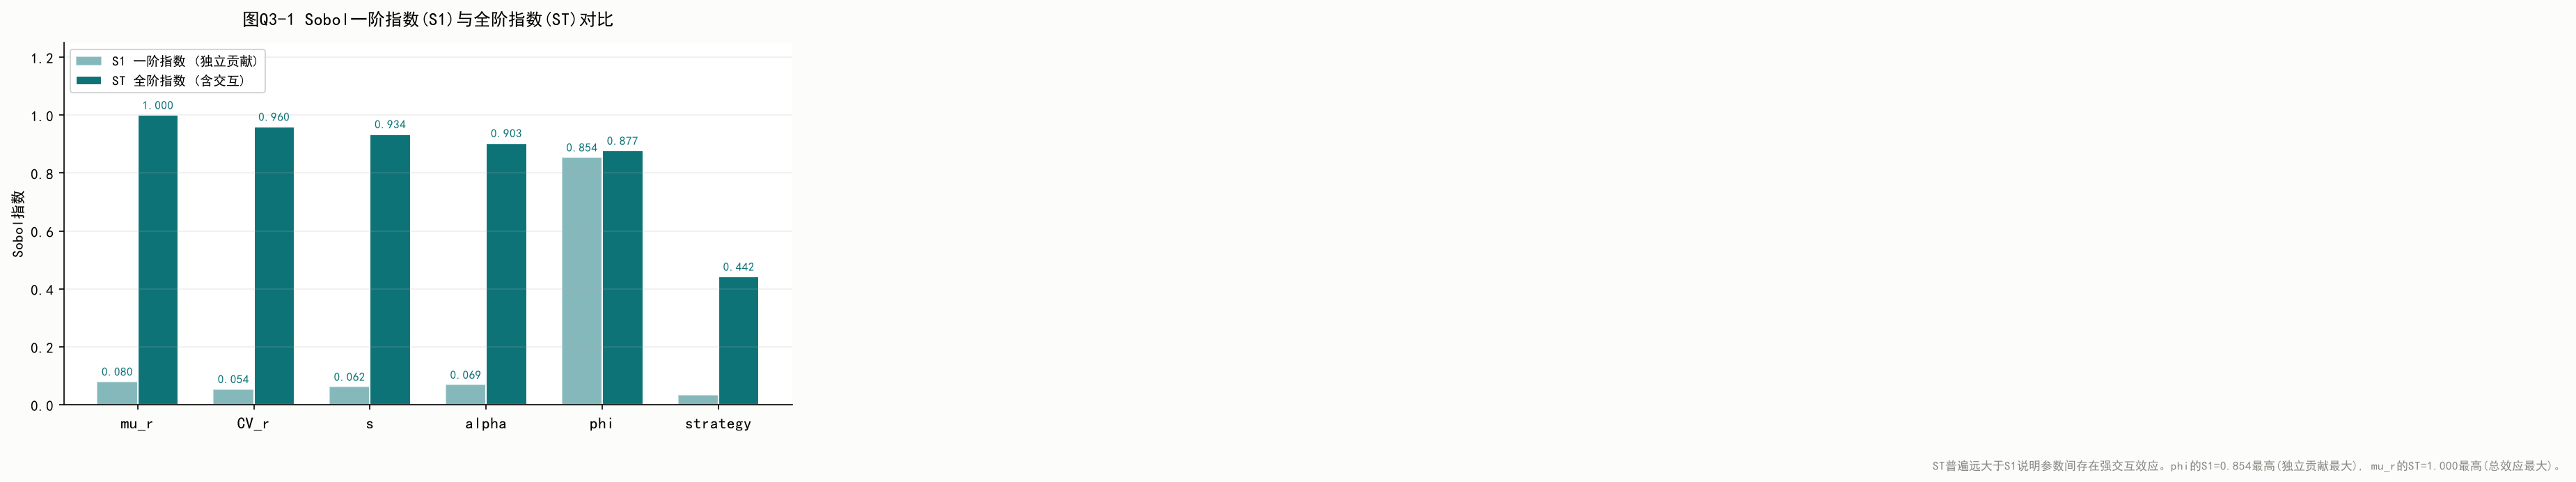 图Q3-1 Sobol一阶指数(S1)与全阶指数(ST)对比
S1 一阶指数 (独立贡献)
ST 全阶指数 (含交互)
Sobol指数
1.2
1.0
0.8
0.6
0.4
0.2
0.0
0.080
1.000
0.054
0.960
0.062
0.934
0.069
0.903
0.854
0.877
0.442
mu_r
CV_r
s
alpha
phi
strategy
ST普遍远大于S1说明参数间存在强交互效应。phi的S1=0.854最高(独立贡献最大), mu_r的ST=1.000最高(总效应最大)。